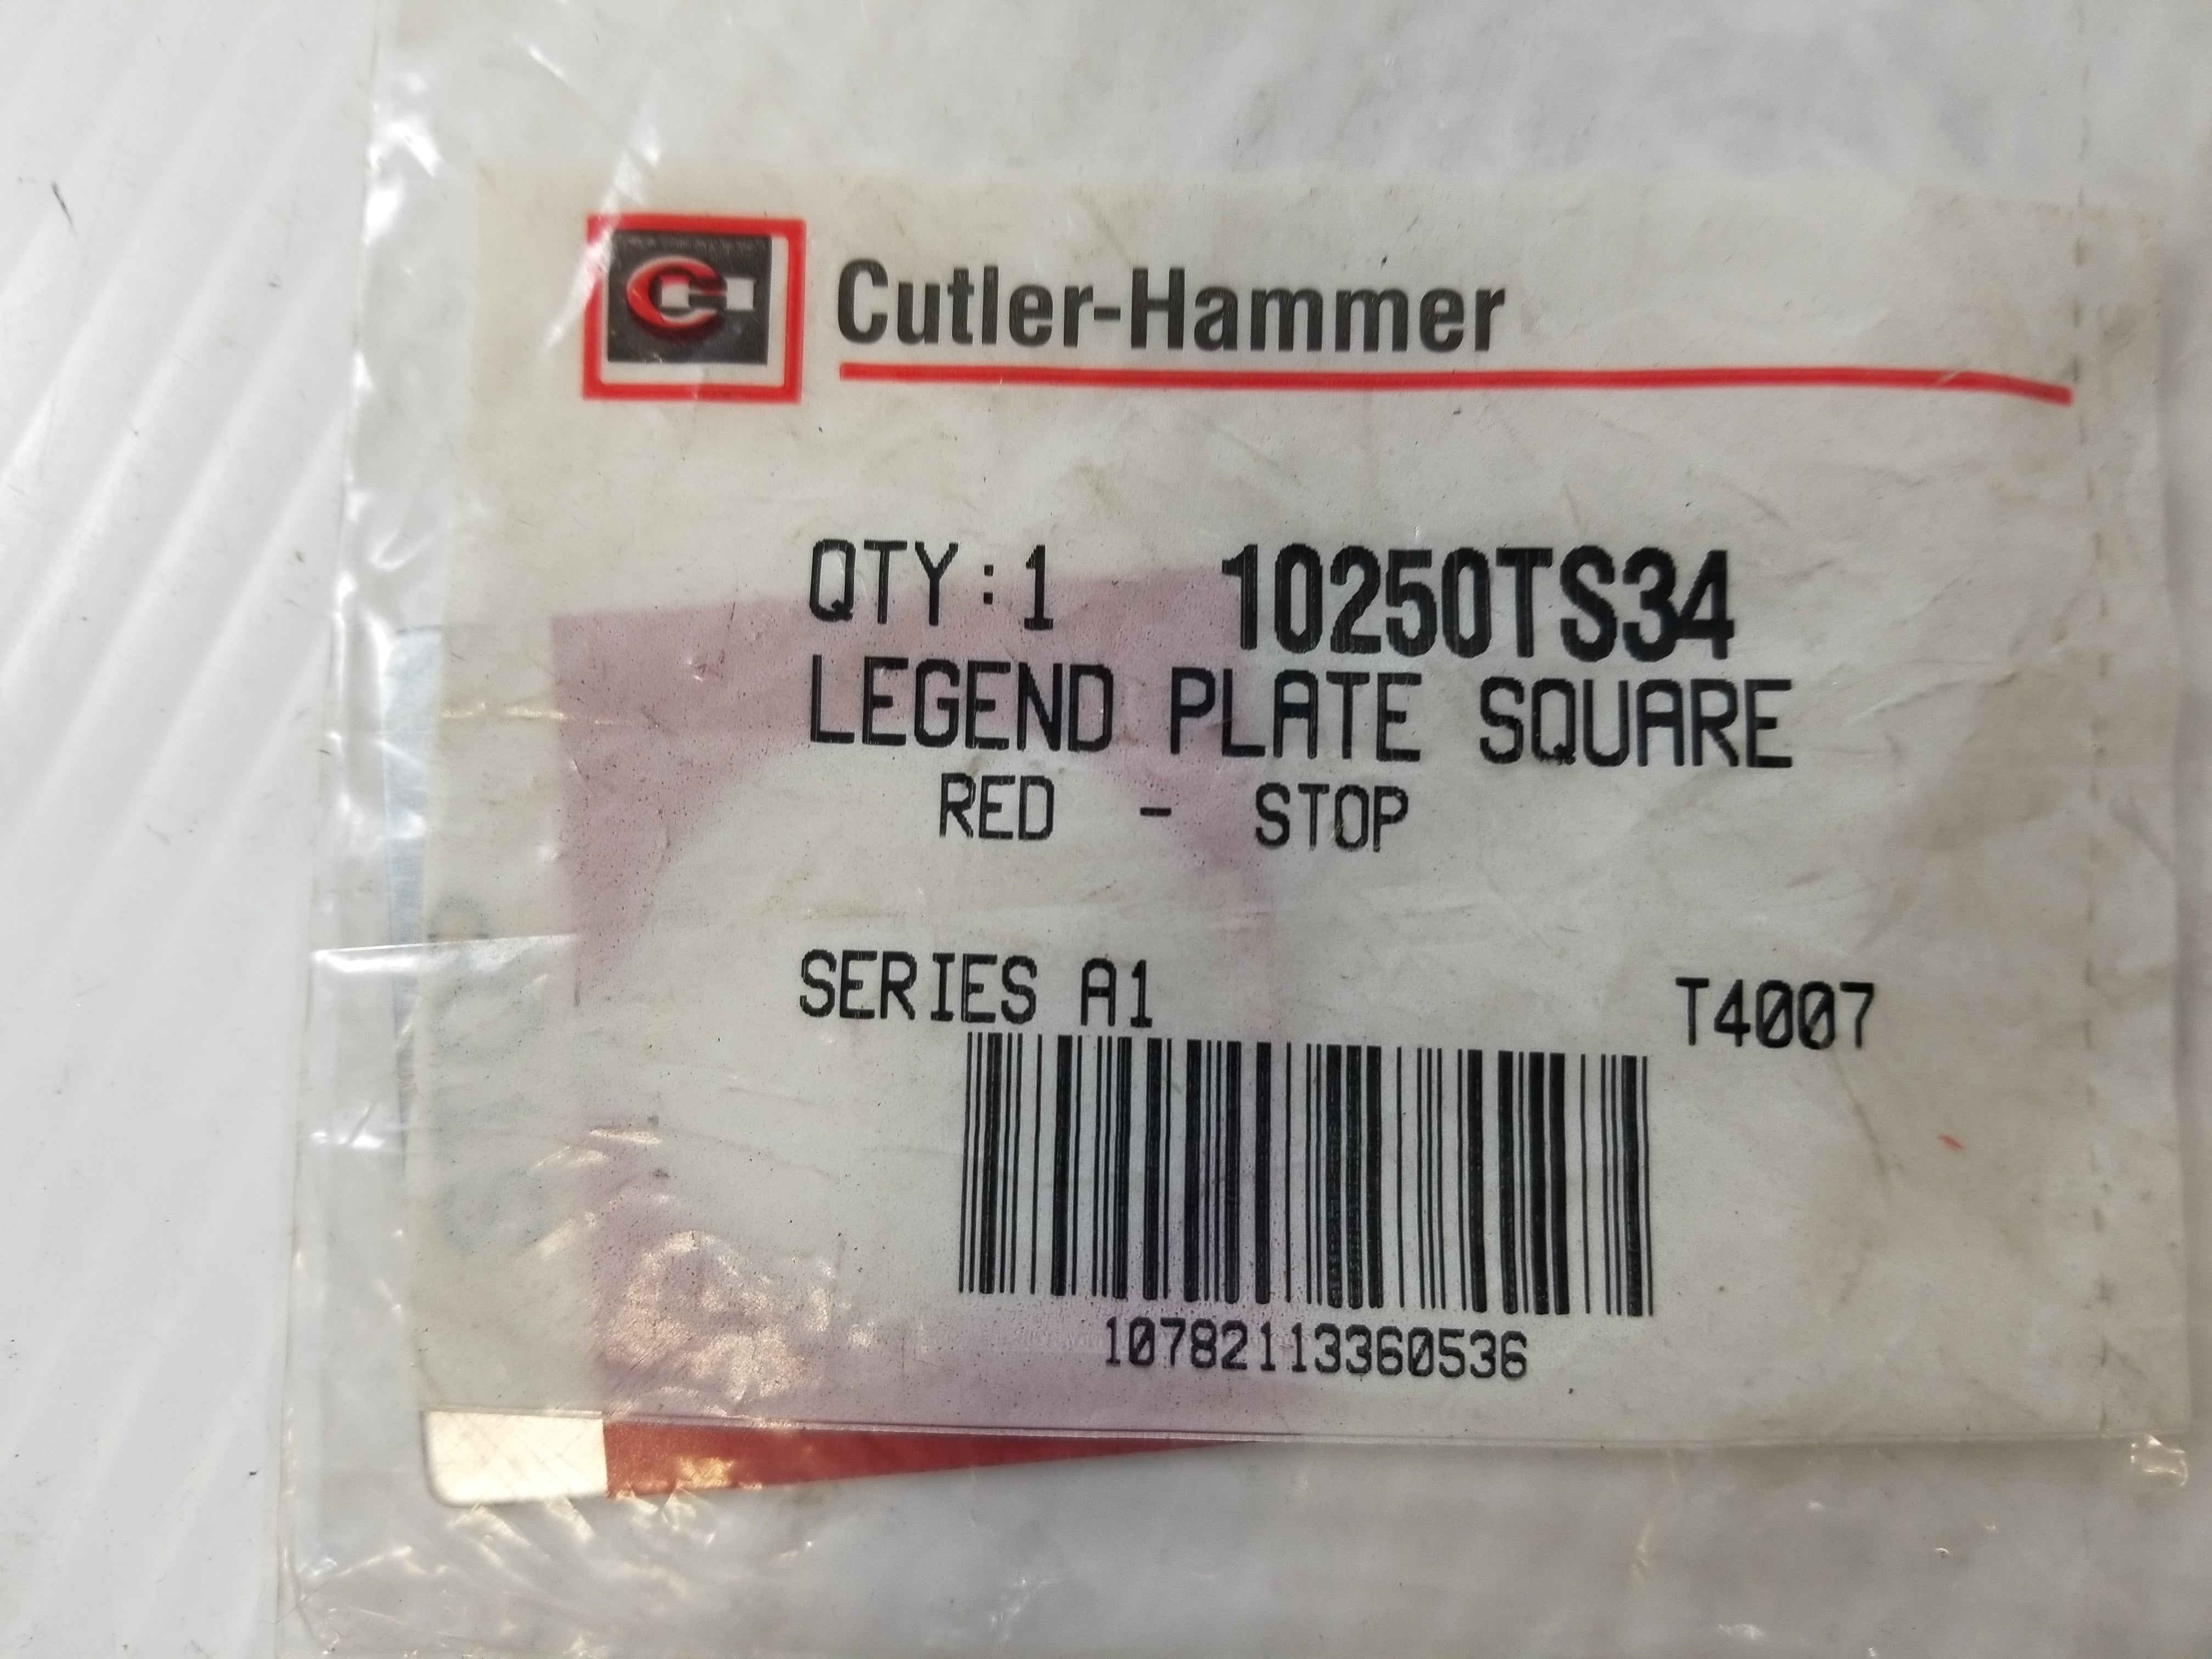 Cutler-Hammer
QTY:1 10250TS34
LEGEND PLATE SQUARE
RED - STOP
SERIES A1 T4007
10782113360536